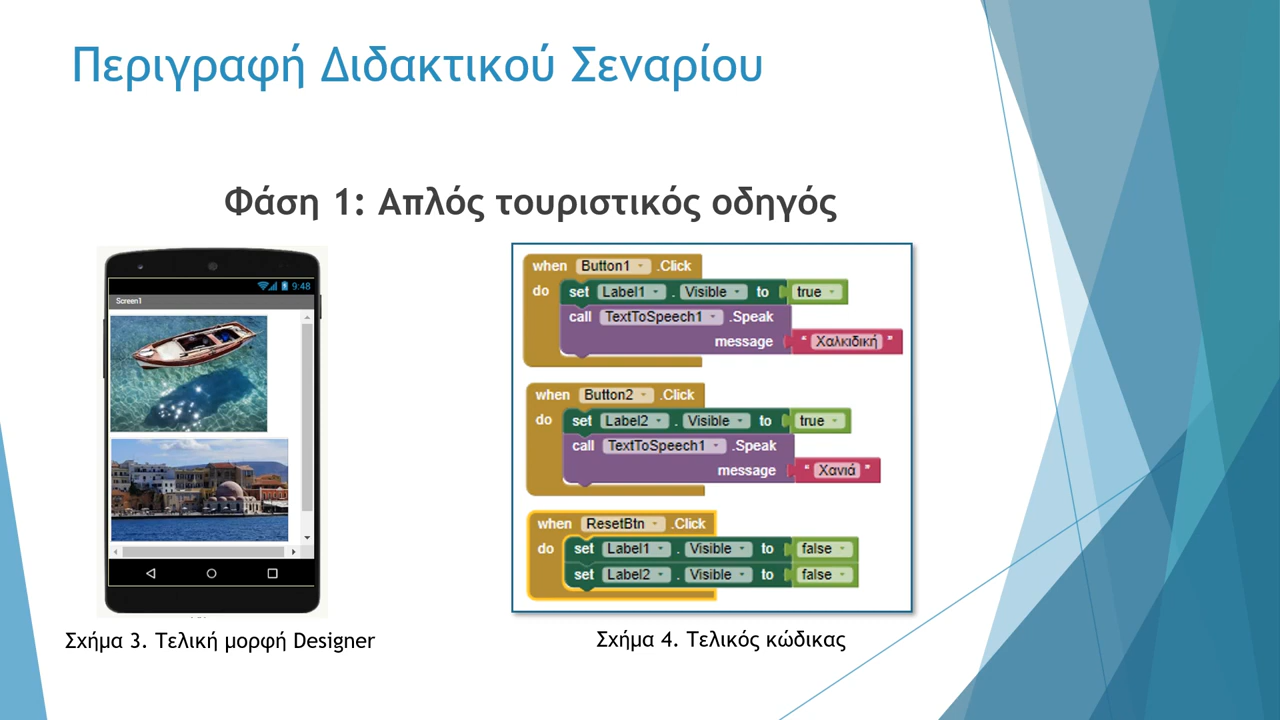 Περιγραφή Διδακτικού Σεναρίου
Φάση 1: Απλός τουριστικός οδηγός
9:48
Screen1
when Button1 .Click
do set Label1 . Visible to true
call TextToSpeech1 .Speak
message " Χαλκιδική "
when Button2 .Click
do set Label2 . Visible to true
call TextToSpeech1 .Speak
message " Χανιά "
when ResetBtn .Click
do set Label1 . Visible to false
set Label2 . Visible to false
Σχήμα 3. Τελική μορφή Designer
Σχήμα 4. Τελικός κώδικας